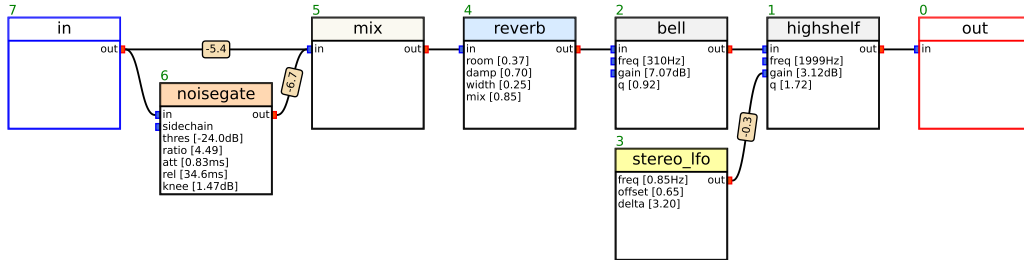 7
in
out
-5.4
6
noisegate
in
out
sidechain
thres [-24.0dB]
ratio [4.49]
att [0.83ms]
rel [34.6ms]
knee [1.47dB]
-6.7
5
mix
in
out
4
reverb
in
out
room [0.37]
damp [0.70]
width [0.25]
mix [0.85]
2
bell
in
out
freq [310Hz]
gain [7.07dB]
q [0.92]
3
stereo_lfo
freq [0.85Hz]
out
offset [0.65]
delta [3.20]
-0.3
1
highshelf
in
out
freq [1999Hz]
gain [3.12dB]
q [1.72]
0
out
in